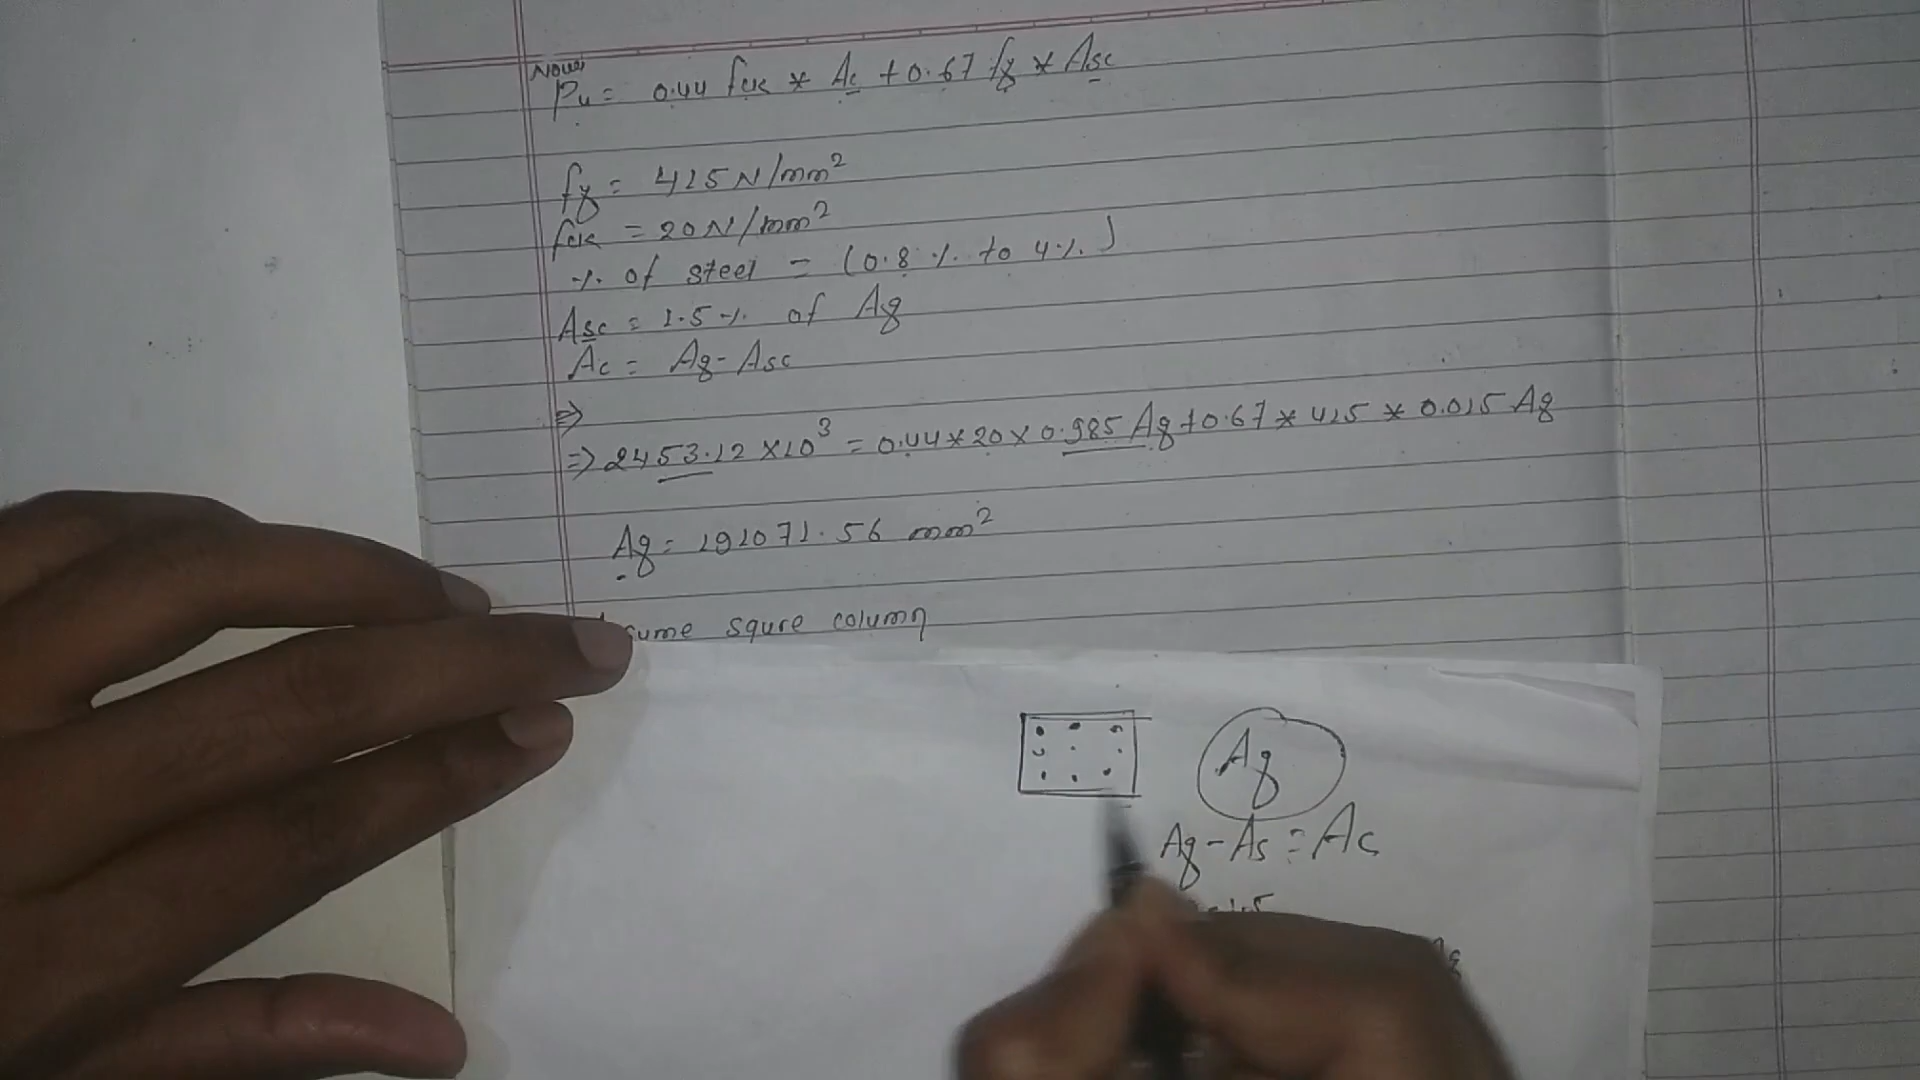 Now
Pu = 0.44 fck * Ac + 0.67 fy * Asc
fy = 415 N/mm²
fck = 20 N/mm²
% of steel = (0.8 % to 4%)
Asc = 1.5% of Ag
Ac = Ag - Asc
⇒
⇒ 2453.12 × 10³ = 0.44 * 20 × 0.985 Ag + 0.67 * 415 * 0.015 Ag
Ag = 191071.56 mm²
squre column
Ag
Ag - As = Ac